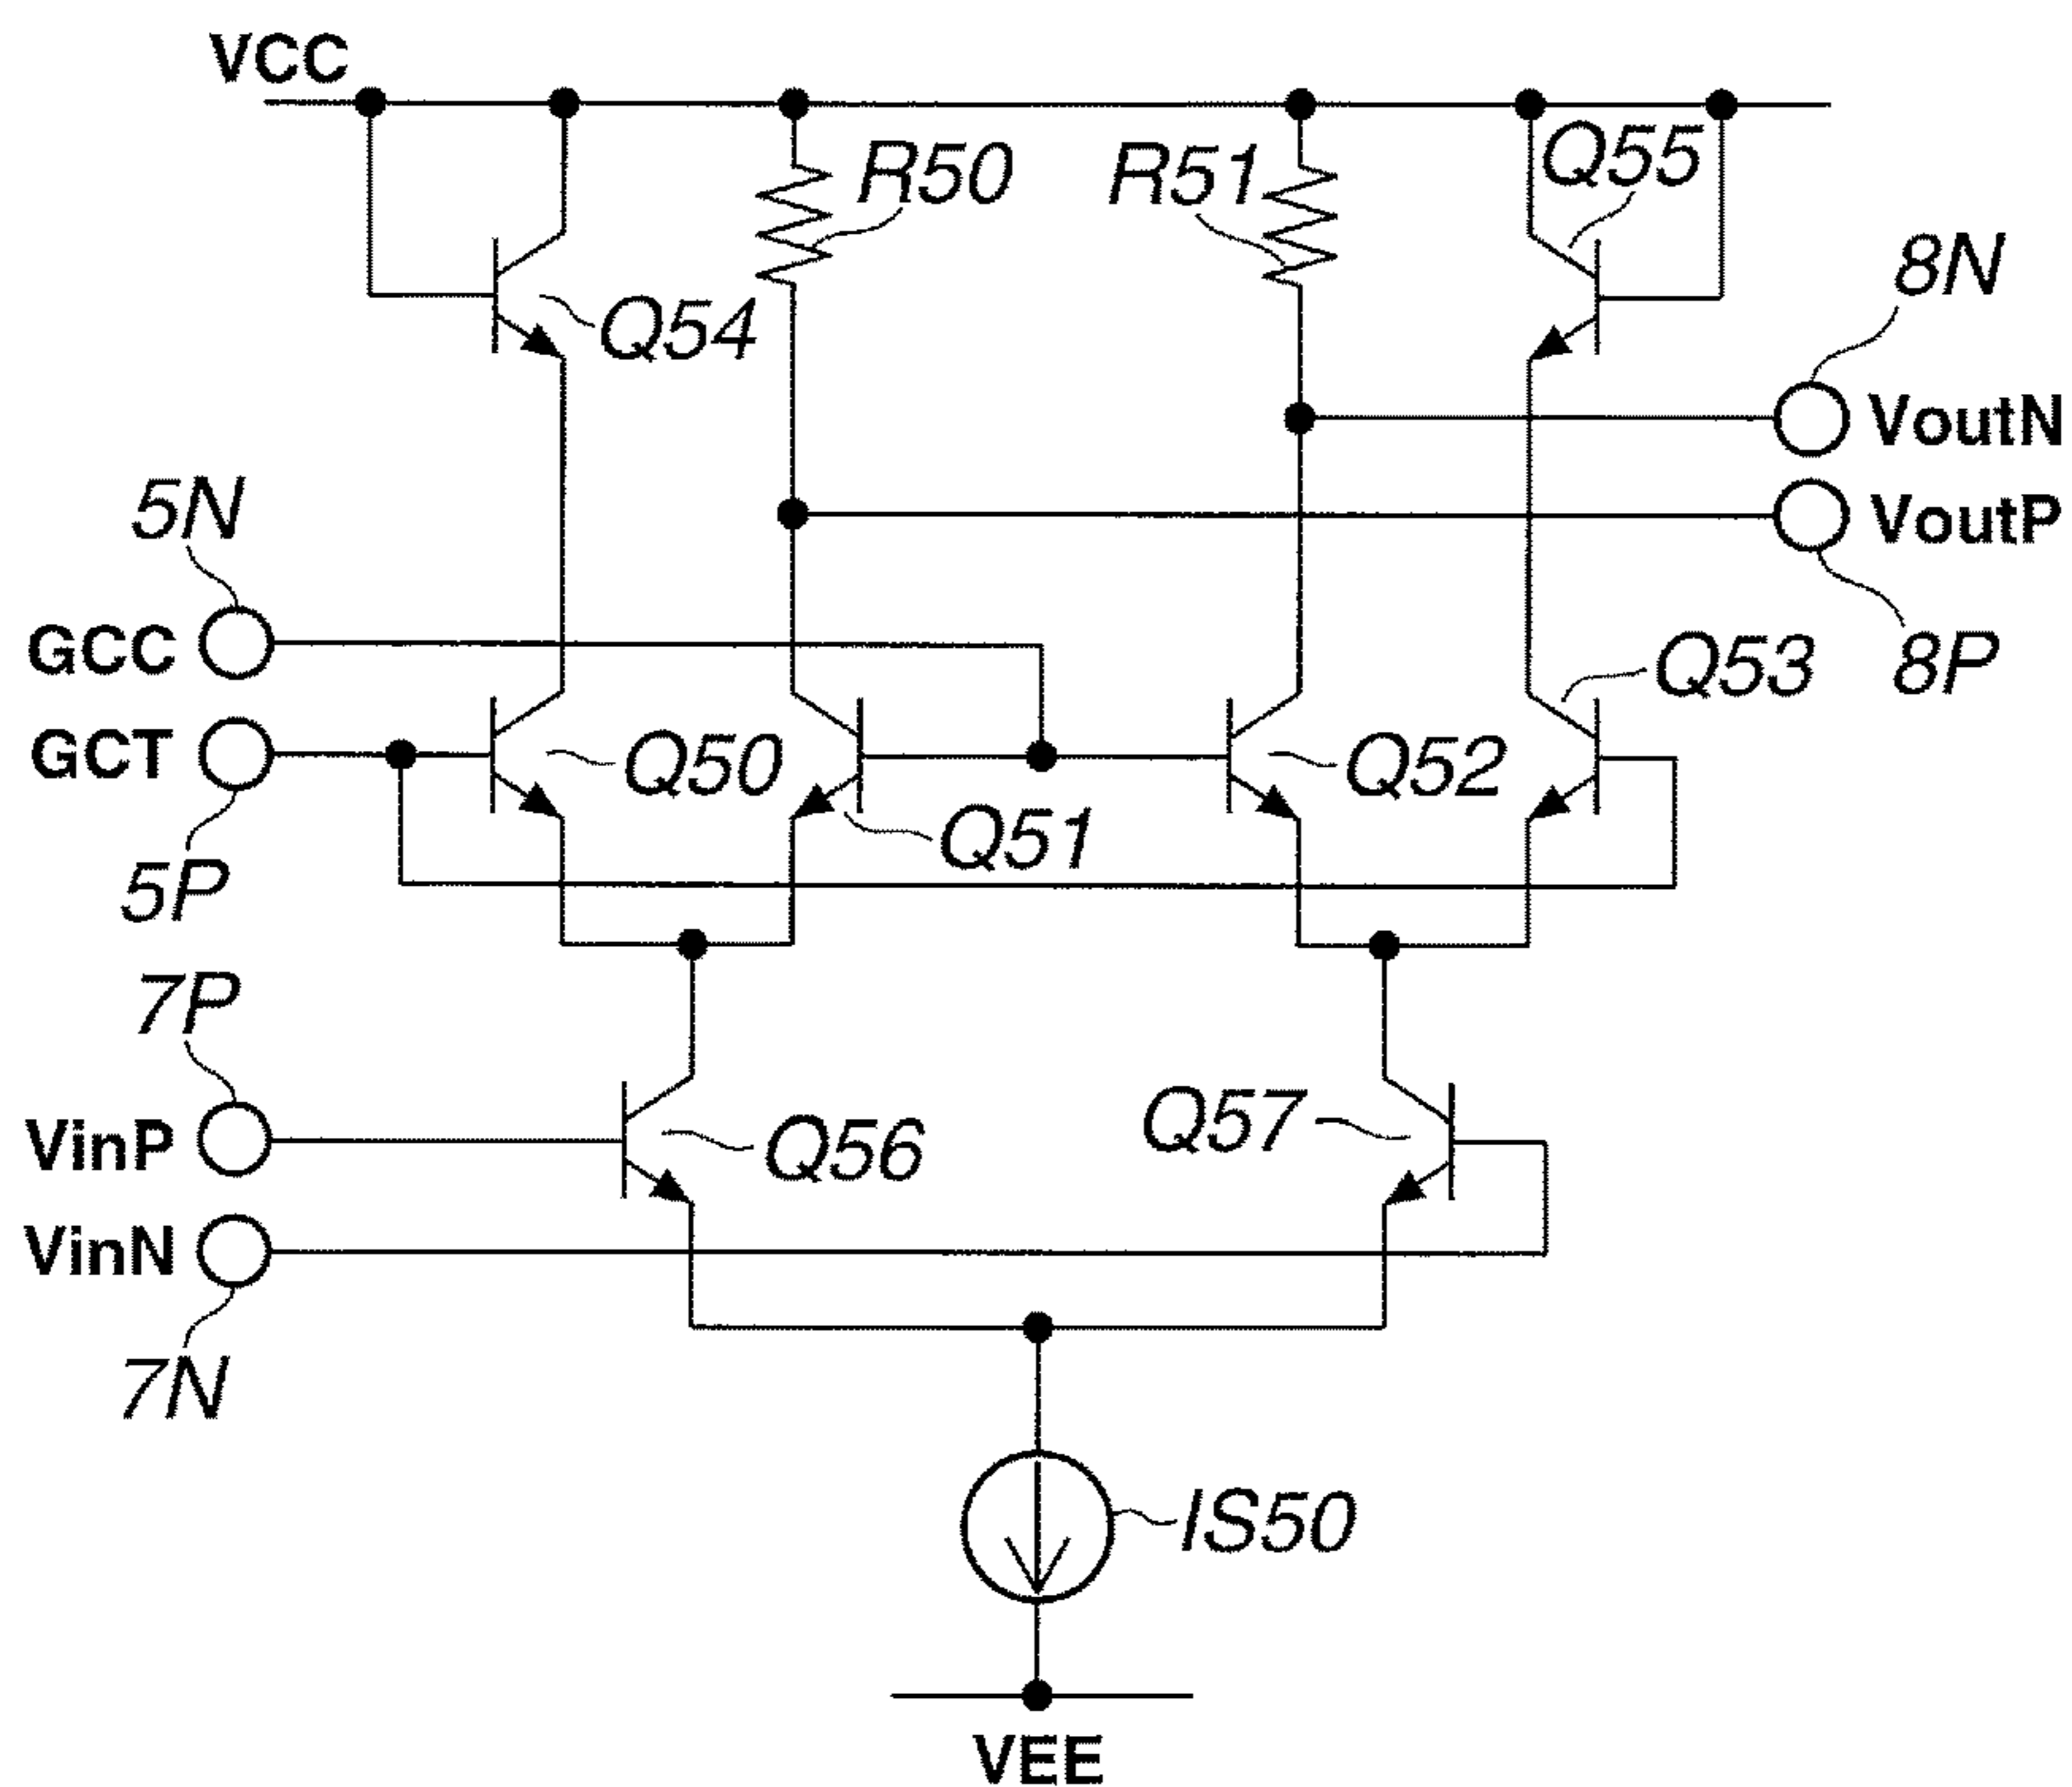 VCC
R50
R51
Q55
8N
Q54
VoutN
5N
VoutP
GCC
Q53
8P
GCT
Q50
Q52
Q51
5P
7P
VinP
Q56
Q57
VinN
7N
IS50
VEE